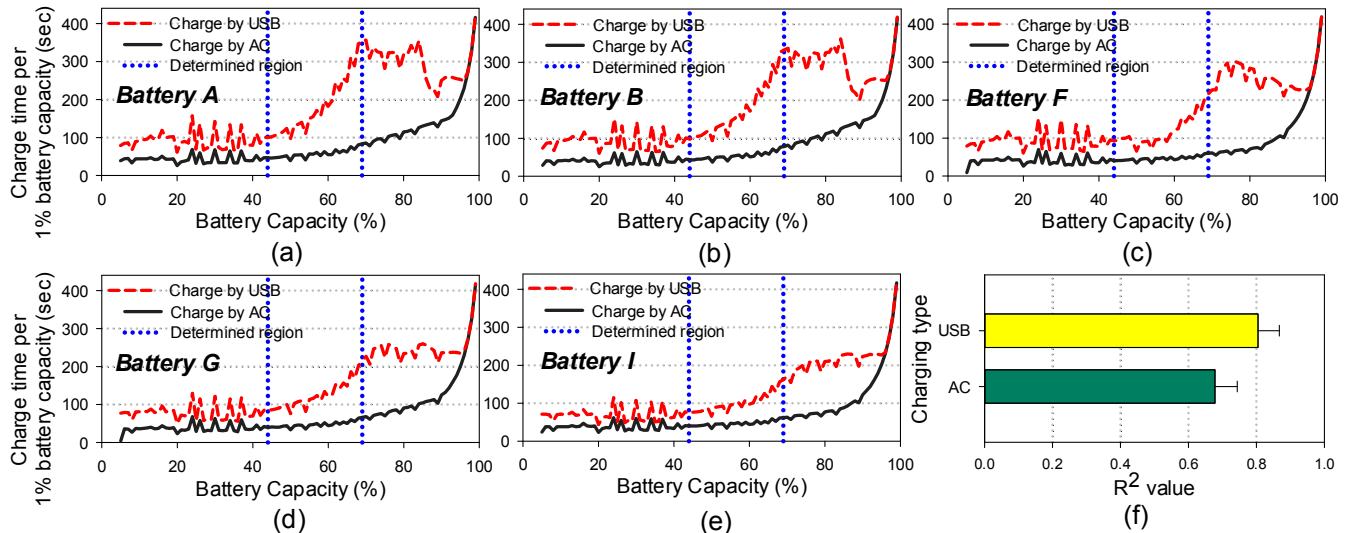 Charge time per
1% battery capacity (sec)
400
300
200
100
0
Charge by USB
Charge by AC
Determined region
Battery A
0 20 40 60 80 100
Battery Capacity (%)
(a)
400
300
200
100
0
Charge by USB
Charge by AC
Determined region
Battery B
0 20 40 60 80 100
Battery Capacity (%)
(b)
400
300
200
100
0
Charge by USB
Charge by AC
Determined region
Battery F
0 20 40 60 80 100
Battery Capacity (%)
(c)
Charge time per
1% battery capacity (sec)
400
300
200
100
0
Charge by USB
Charge by AC
Determined region
Battery G
0 20 40 60 80 100
Battery Capacity (%)
(d)
400
300
200
100
0
Charge by USB
Charge by AC
Determined region
Battery I
0 20 40 60 80 100
Battery Capacity (%)
(e)
Charging type
USB
AC
0.0 0.2 0.4 0.6 0.8 1.0
R² value
(f)